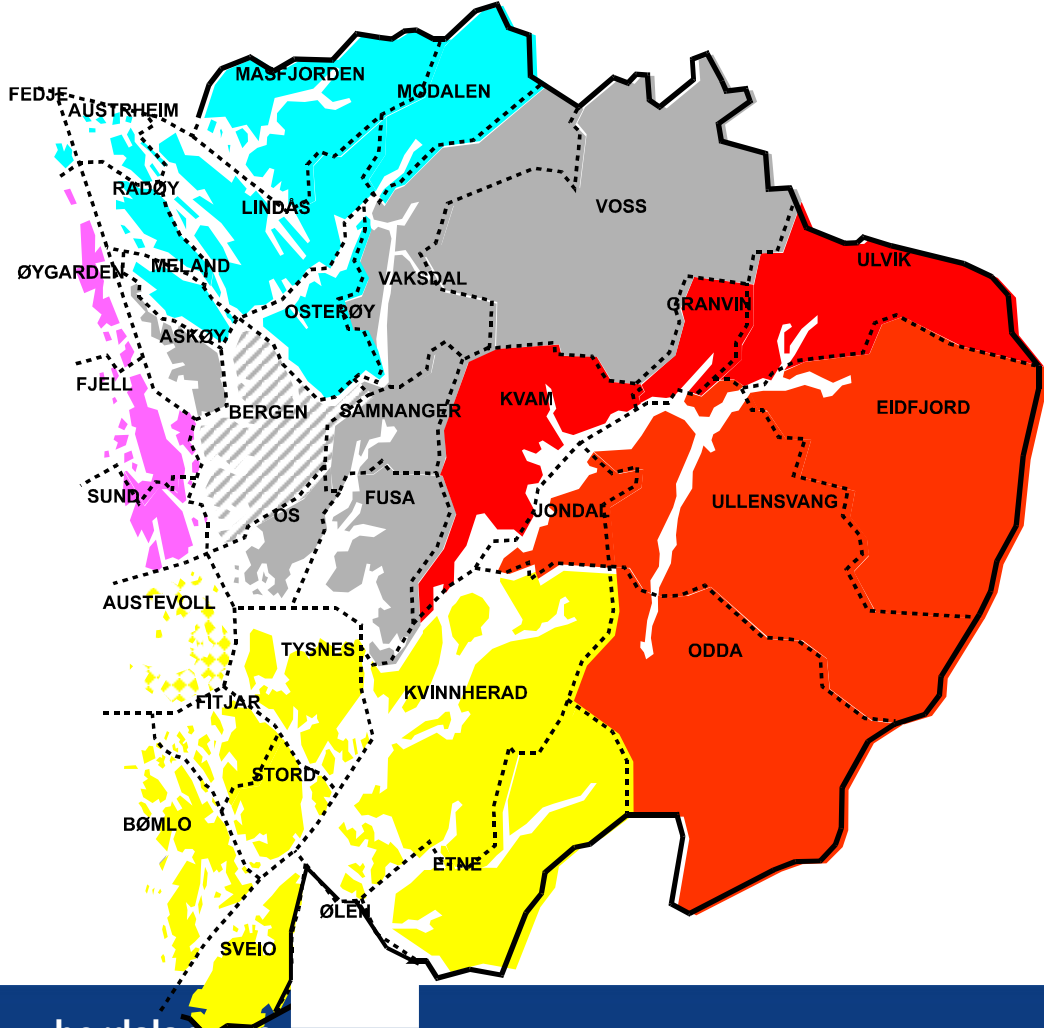 MASFJORDEN
MODALEN
FEDJE
AUSTRHEIM
RADØY
LINDÅS
VOSS
ØYGARDEN
MELAND
ULVIK
VAKSDAL
GRANVIN
OSTERØY
ASKØY
FJELL
KVAM
BERGEN
SAMNANGER
EIDFJORD
SUND
FUSA
ULLENSVANG
OS
JONDAL
AUSTEVOLL
TYSNES
ODDA
KVINNHERAD
FITJAR
STORD
BØMLO
ETNE
ØLEN
SVEIO